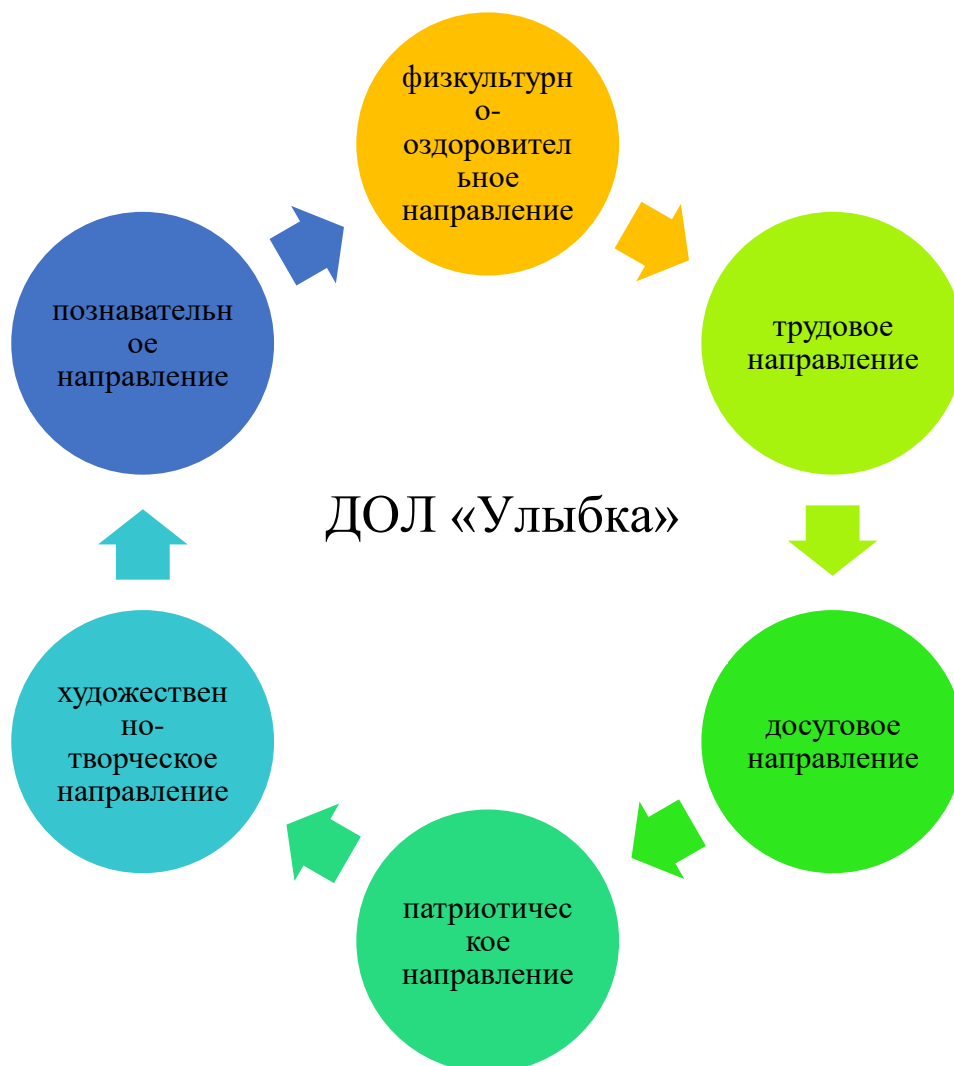 физкультурн
о-
оздоровител
ьное
направление
трудовое
направление
досуговое
направление
патриотичес
кое
направление
художествен
но-
творческое
направление
познавательн
ое
направление
ДОЛ «Улыбка»